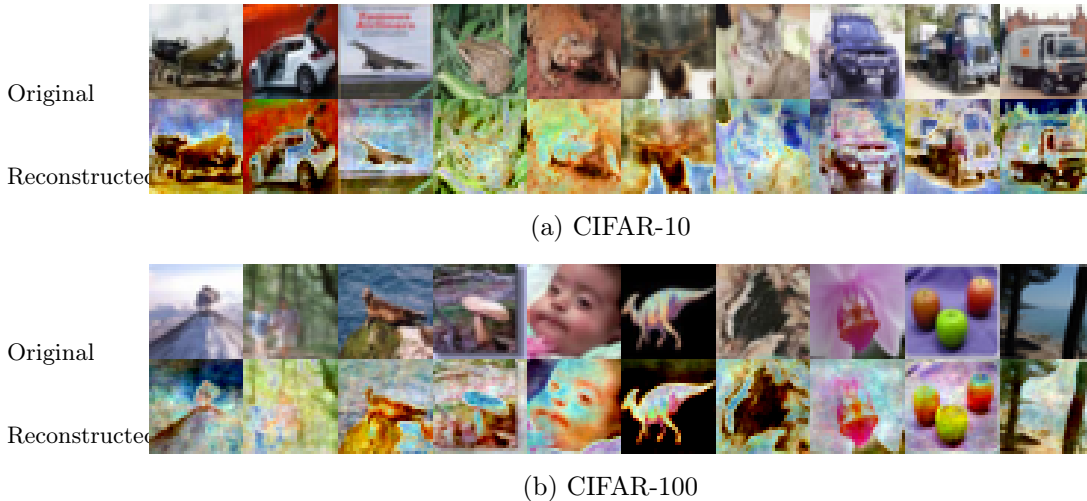 Original
Reconstructed
(a) CIFAR-10
Original
Reconstructed
(b) CIFAR-100